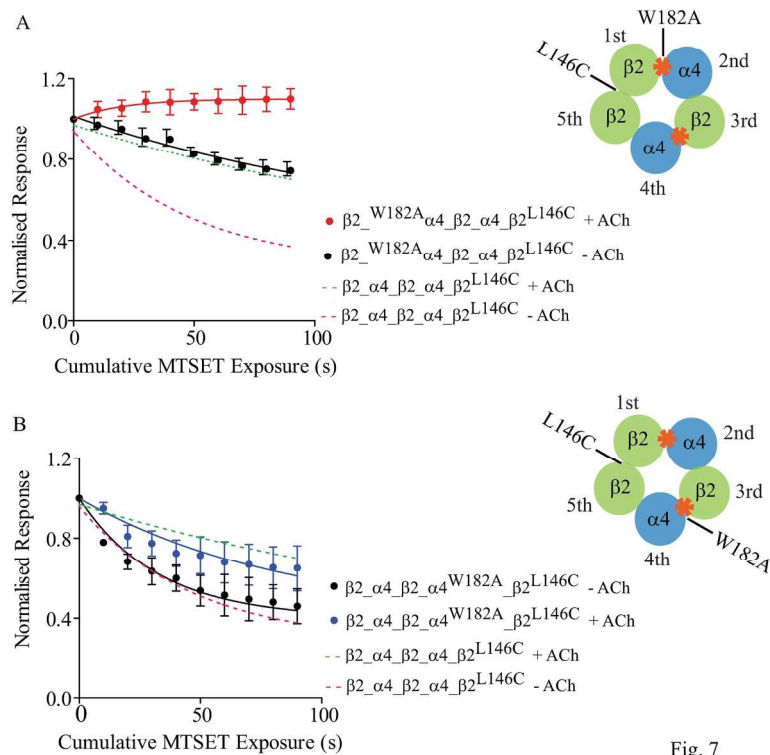 A
W182A
1st
L146C
β2
α4
2nd
5th
β2
β2
3rd
α4
4th
Normalised Response
1.2
0.8
0.4
0.0
0
50
100
Cumulative MTSET Exposure (s)
β2_W182Aα4_β2_α4_β2L146C + ACh
β2_W182Aα4_β2_α4_β2L146C - ACh
β2_α4_β2_α4_β2L146C + ACh
β2_α4_β2_α4_β2L146C - ACh
B
L146C
1st
β2
α4
2nd
5th
β2
β2
3rd
α4
4th
W182A
Normalised Response
1.2
0.8
0.4
0.0
0
50
100
Cumulative MTSET Exposure (s)
β2_α4_β2_α4W182A_β2L146C - ACh
β2_α4_β2_α4W182A_β2L146C + ACh
β2_α4_β2_α4_β2L146C + ACh
β2_α4_β2_α4_β2L146C - ACh
Fig. 7